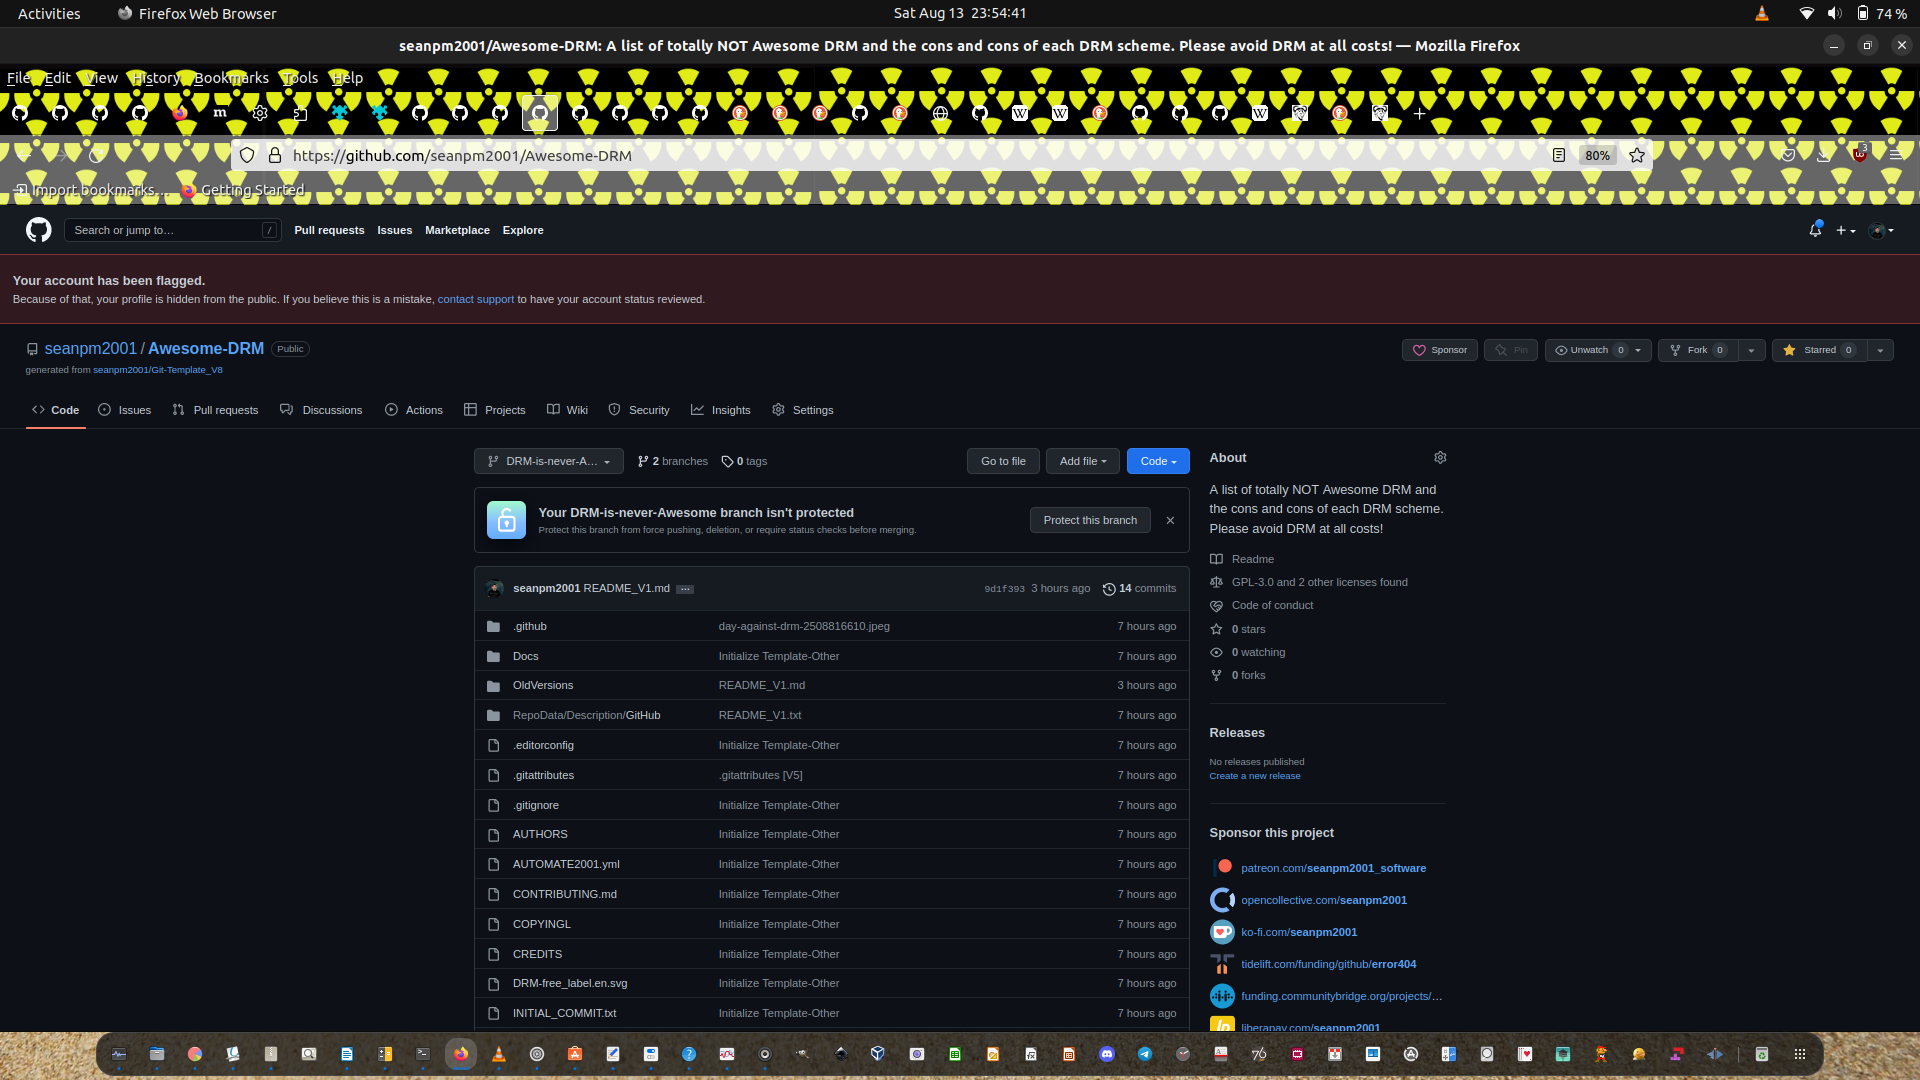 Activities
Firefox Web Browser
Sat Aug 13 23:54:41
74 %
seanpm2001/Awesome-DRM: A list of totally NOT Awesome DRM and the cons and cons of each DRM scheme. Please avoid DRM at all costs! — Mozilla Firefox
File Edit View History Bookmarks Tools Help
https://github.com/seanpm2001/Awesome-DRM
80%
3
Import bookmarks...
Getting Started
Search or jump to…
/
Pull requests Issues Marketplace Explore
Your account has been flagged.
Because of that, your profile is hidden from the public. If you believe this is a mistake, contact support to have your account status reviewed.
seanpm2001 / Awesome-DRM Public
Sponsor Pin Unwatch 0 Fork 0 Starred 0
generated from seanpm2001/Git-Template_V8
Code Issues Pull requests Discussions Actions Projects Wiki Security Insights Settings
DRM-is-never-A… 2 branches 0 tags
Go to file Add file Code
Your DRM-is-never-Awesome branch isn't protected
Protect this branch from force pushing, deletion, or require status checks before merging.
Protect this branch
seanpm2001 README_V1.md … 9d1f393 3 hours ago 14 commits
.github day-against-drm-2508816610.jpeg 7 hours ago
Docs Initialize Template-Other 7 hours ago
OldVersions README_V1.md 3 hours ago
RepoData/Description/GitHub README_V1.txt 7 hours ago
.editorconfig Initialize Template-Other 7 hours ago
.gitattributes .gitattributes [V5] 7 hours ago
.gitignore Initialize Template-Other 7 hours ago
AUTHORS Initialize Template-Other 7 hours ago
AUTOMATE2001.yml Initialize Template-Other 7 hours ago
CONTRIBUTING.md Initialize Template-Other 7 hours ago
COPYINGL Initialize Template-Other 7 hours ago
CREDITS Initialize Template-Other 7 hours ago
DRM-free_label.en.svg Initialize Template-Other 7 hours ago
INITIAL_COMMIT.txt Initialize Template-Other 7 hours ago
About
A list of totally NOT Awesome DRM and
the cons and cons of each DRM scheme.
Please avoid DRM at all costs!
Readme
GPL-3.0 and 2 other licenses found
Code of conduct
0 stars
0 watching
0 forks
Releases
No releases published
Create a new release
Sponsor this project
patreon.com/seanpm2001_software
opencollective.com/seanpm2001
ko-fi.com/seanpm2001
tidelift.com/funding/github/error404
funding.communitybridge.org/projects/…
liberapay.com/seanpm2001
76